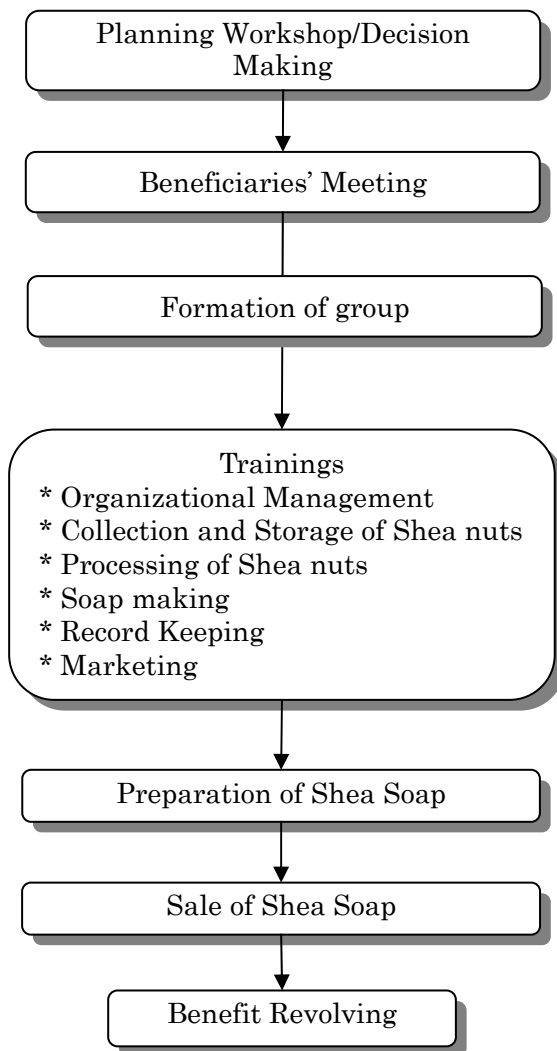 Planning Workshop/Decision
Making
Beneficiaries’ Meeting
Formation of group
Trainings
* Organizational Management
* Collection and Storage of Shea nuts
* Processing of Shea nuts
* Soap making
* Record Keeping
* Marketing
Preparation of Shea Soap
Sale of Shea Soap
Benefit Revolving